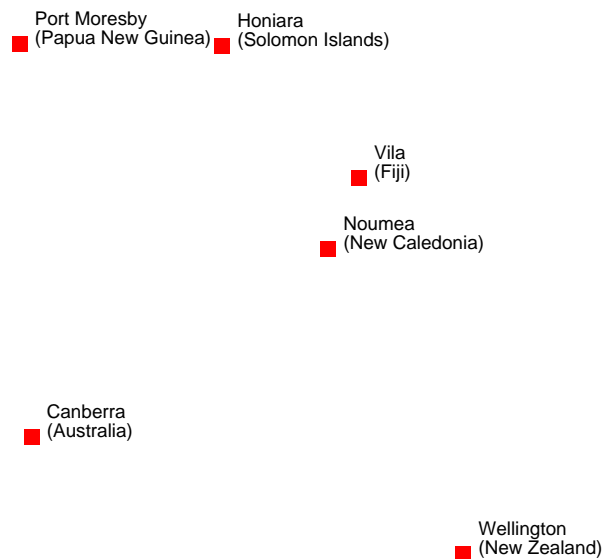 Port Moresby
(Papua New Guinea)
Honiara
(Solomon Islands)
Vila
(Fiji)
Noumea
(New Caledonia)
Canberra
(Australia)
Wellington
(New Zealand)